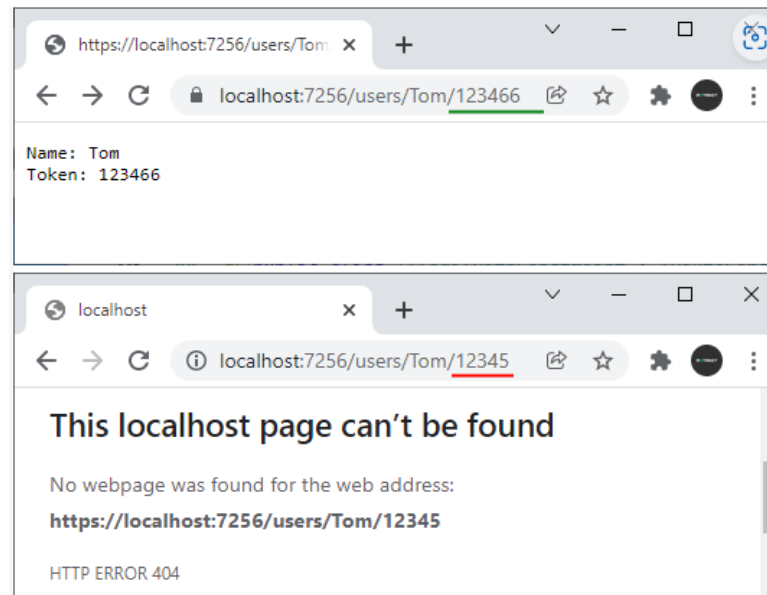 https://localhost:7256/users/Tom
localhost:7256/users/Tom/123466
Name: Tom
Token: 123466
localhost
localhost:7256/users/Tom/12345
This localhost page can't be found
No webpage was found for the web address:
https://localhost:7256/users/Tom/12345
HTTP ERROR 404